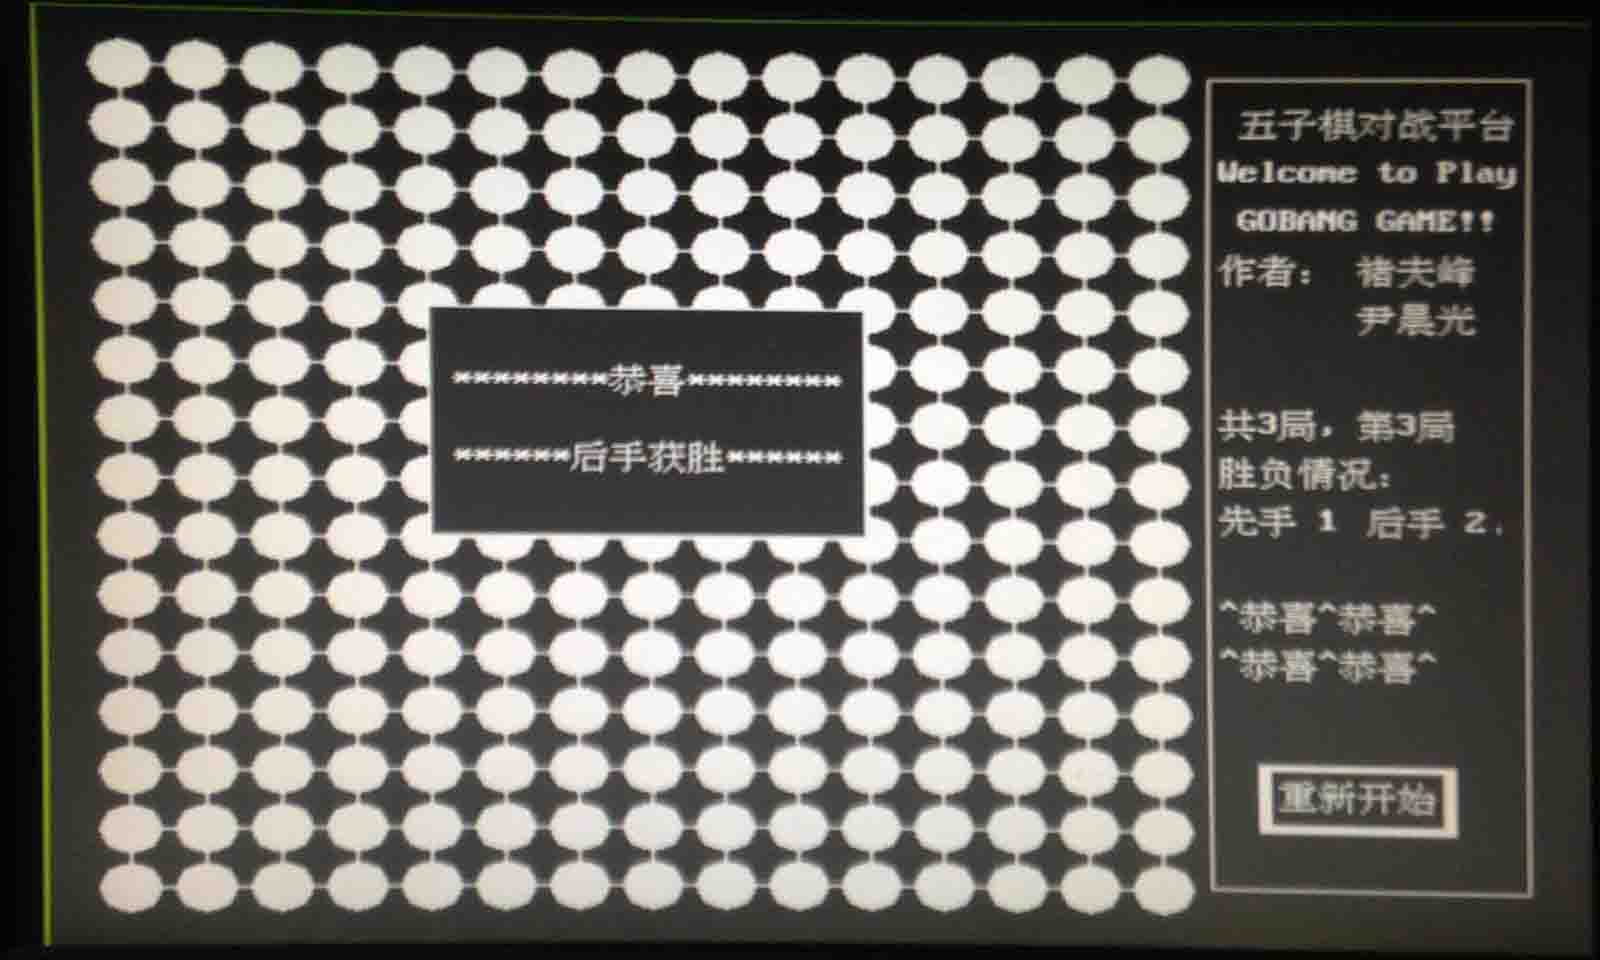 五子棋对战平台
Welcome to Play
GOBANG GAME!!
作者: 褚夫峰
尹晨光
********恭喜********
******后手获胜******
共3局,第3局
胜负情况:
先手 1 后手 2.
^恭喜^恭喜^
^恭喜^恭喜^
重新开始